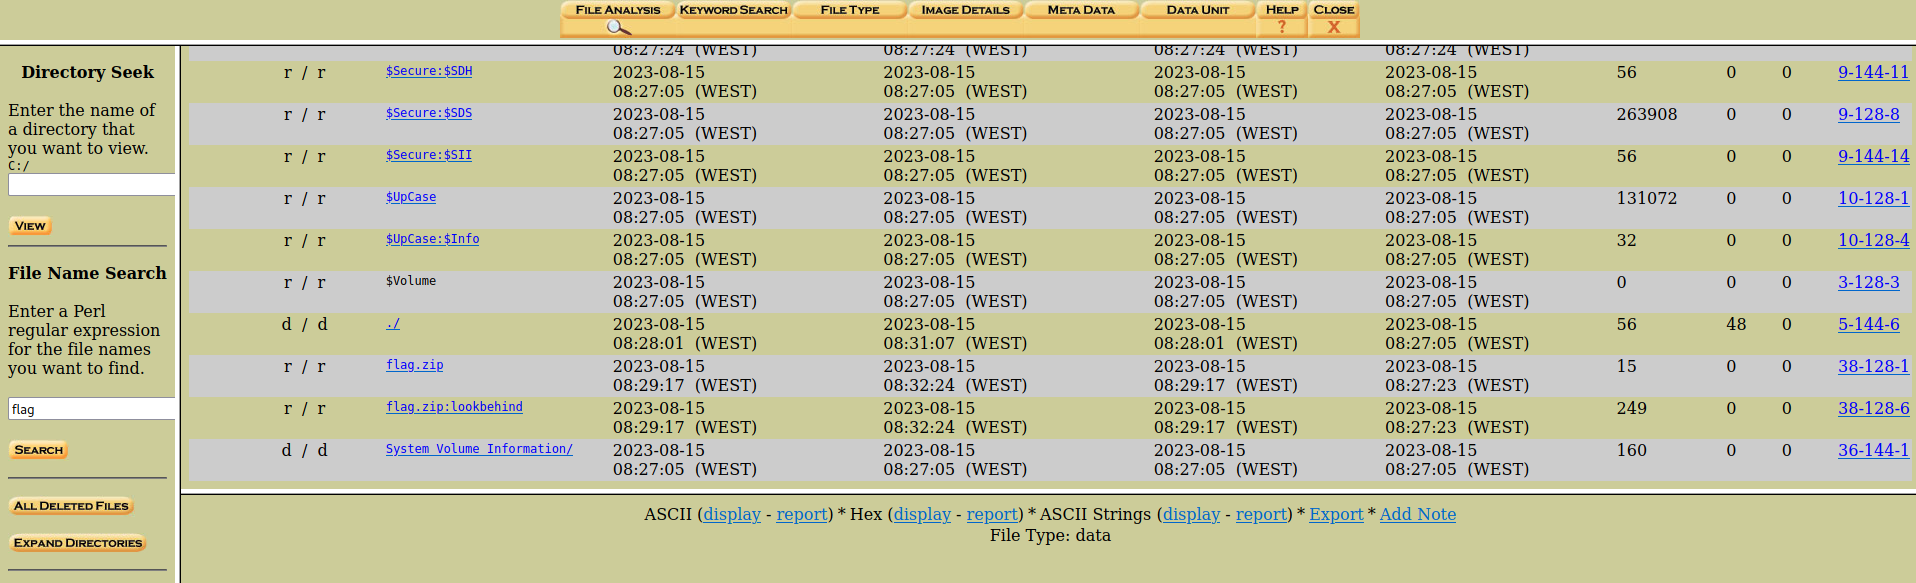 FILE ANALYSIS KEYWORD SEARCH FILE TYPE IMAGE DETAILS META DATA DATA UNIT HELP CLOSE
? X
Directory Seek
Enter the name of
a directory that
you want to view.
C:/
VIEW
File Name Search
Enter a Perl
regular expression
for the file names
you want to find.
flag
SEARCH
ALL DELETED FILES
EXPAND DIRECTORIES
08:27:24 (WEST) 08:27:24 (WEST) 08:27:24 (WEST) 08:27:24 (WEST)
r / r $Secure:$SDH 2023-08-15 2023-08-15 2023-08-15 2023-08-15 56 0 0 9-144-11
08:27:05 (WEST) 08:27:05 (WEST) 08:27:05 (WEST) 08:27:05 (WEST)
r / r $Secure:$SDS 2023-08-15 2023-08-15 2023-08-15 2023-08-15 263908 0 0 9-128-8
08:27:05 (WEST) 08:27:05 (WEST) 08:27:05 (WEST) 08:27:05 (WEST)
r / r $Secure:$SII 2023-08-15 2023-08-15 2023-08-15 2023-08-15 56 0 0 9-144-14
08:27:05 (WEST) 08:27:05 (WEST) 08:27:05 (WEST) 08:27:05 (WEST)
r / r $UpCase 2023-08-15 2023-08-15 2023-08-15 2023-08-15 131072 0 0 10-128-1
08:27:05 (WEST) 08:27:05 (WEST) 08:27:05 (WEST) 08:27:05 (WEST)
r / r $UpCase:$Info 2023-08-15 2023-08-15 2023-08-15 2023-08-15 32 0 0 10-128-4
08:27:05 (WEST) 08:27:05 (WEST) 08:27:05 (WEST) 08:27:05 (WEST)
r / r $Volume 2023-08-15 2023-08-15 2023-08-15 2023-08-15 0 0 0 3-128-3
08:27:05 (WEST) 08:27:05 (WEST) 08:27:05 (WEST) 08:27:05 (WEST)
d / d ./ 2023-08-15 2023-08-15 2023-08-15 2023-08-15 56 48 0 5-144-6
08:28:01 (WEST) 08:31:07 (WEST) 08:28:01 (WEST) 08:27:05 (WEST)
r / r flag.zip 2023-08-15 2023-08-15 2023-08-15 2023-08-15 15 0 0 38-128-1
08:29:17 (WEST) 08:32:24 (WEST) 08:29:17 (WEST) 08:27:23 (WEST)
r / r flag.zip:lookbehind 2023-08-15 2023-08-15 2023-08-15 2023-08-15 249 0 0 38-128-6
08:29:17 (WEST) 08:32:24 (WEST) 08:29:17 (WEST) 08:27:23 (WEST)
d / d System Volume Information/ 2023-08-15 2023-08-15 2023-08-15 2023-08-15 160 0 0 36-144-1
08:27:05 (WEST) 08:27:05 (WEST) 08:27:05 (WEST) 08:27:05 (WEST)
ASCII (display - report) * Hex (display - report) * ASCII Strings (display - report) * Export * Add Note
File Type: data